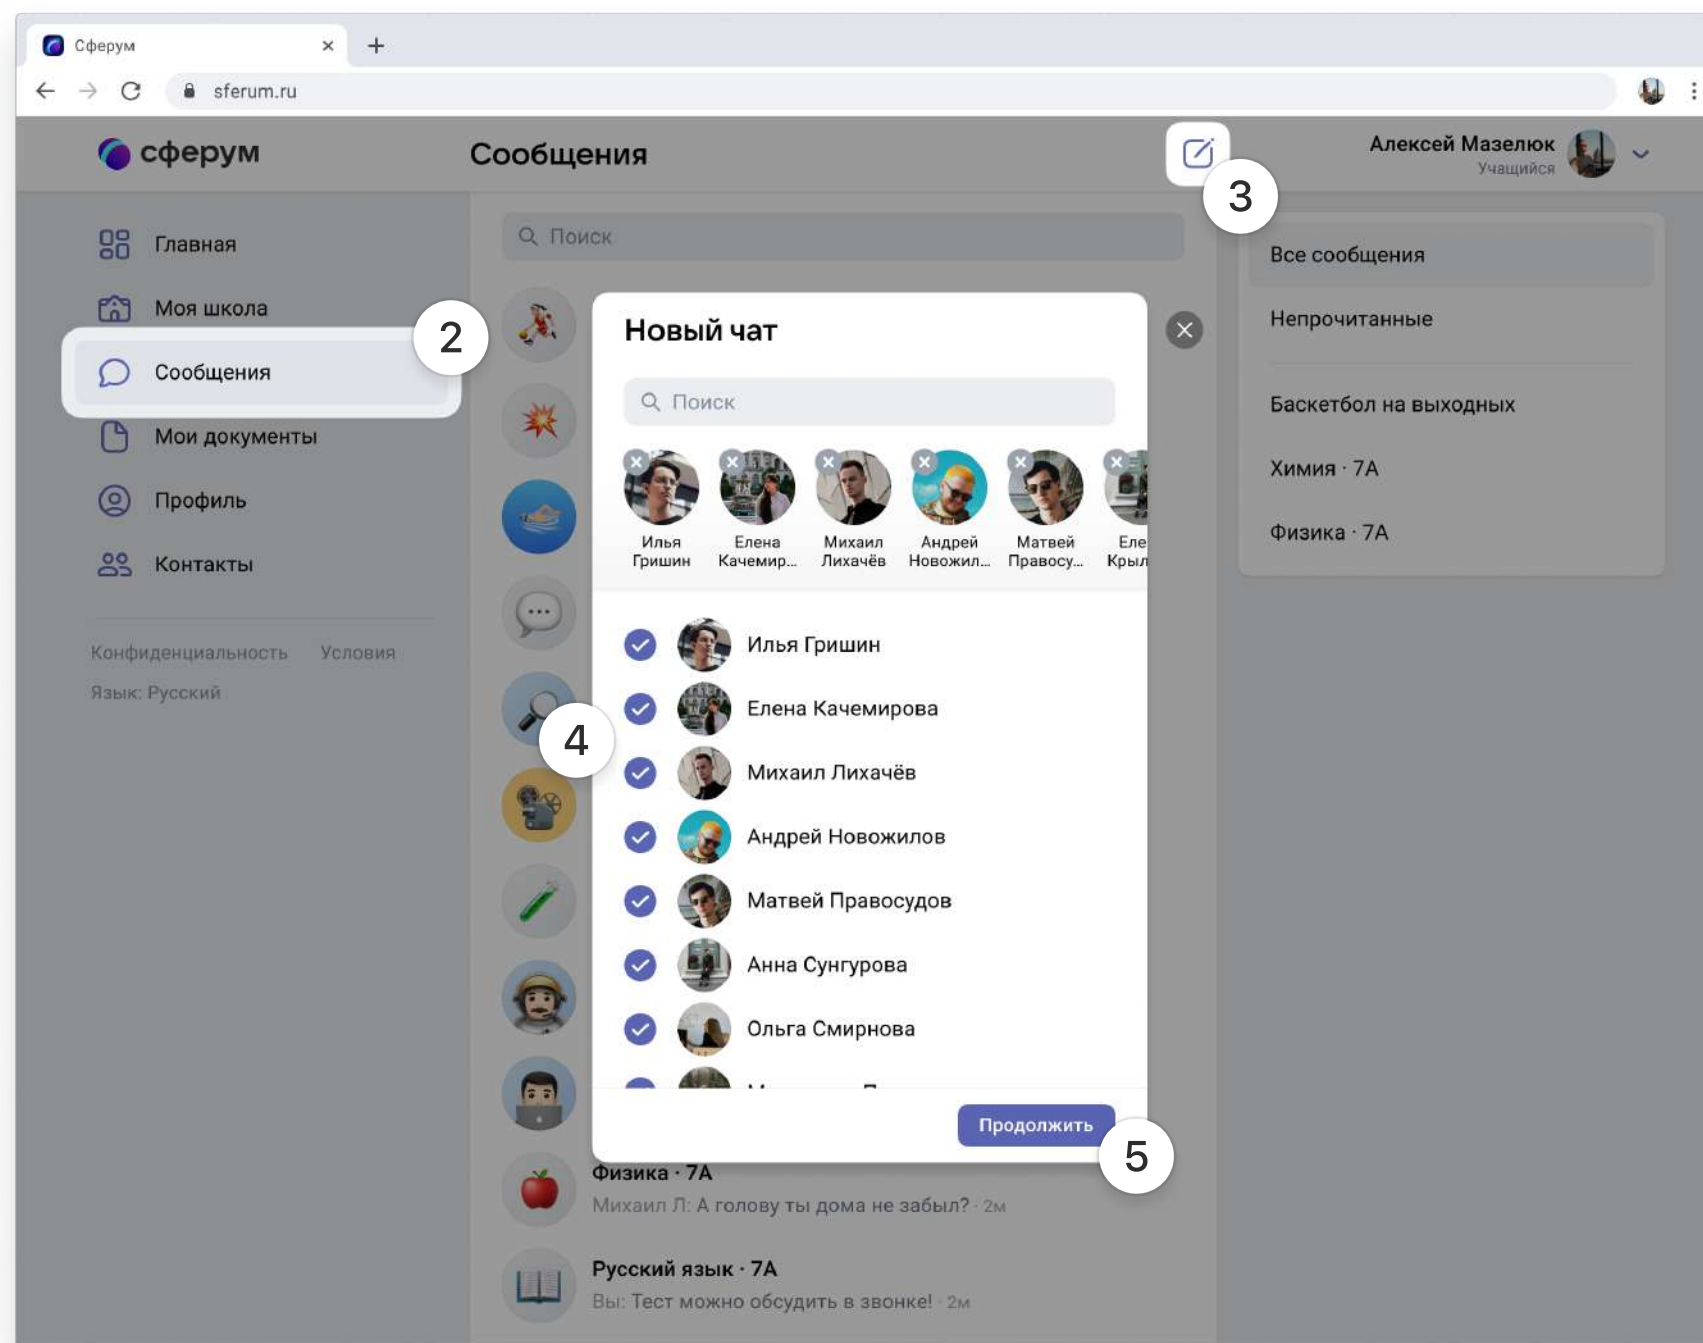 Сферум
sferum.ru
сферум
Сообщения
Алексей Мазелюк
Учащийся
3
Главная
Моя школа
2
Сообщения
Мои документы
Профиль
Контакты
Конфиденциальность Условия
Язык: Русский
Поиск
Новый чат
Поиск
Илья Гришин
Елена Качемир...
Михаил Лихачёв
Андрей Новожил...
Матвей Правосу...
Еле
Крыл
Илья Гришин
Елена Качемирова
4
Михаил Лихачёв
Андрей Новожилов
Матвей Правосудов
Анна Сунгурова
Ольга Смирнова
Продолжить
5
Физика · 7А
Михаил Л: А голову ты дома не забыл? · 2м
Русский язык · 7А
Вы: Тест можно обсудить в звонке! · 2м
Все сообщения
Непрочитанные
Баскетбол на выходных
Химия · 7А
Физика · 7А